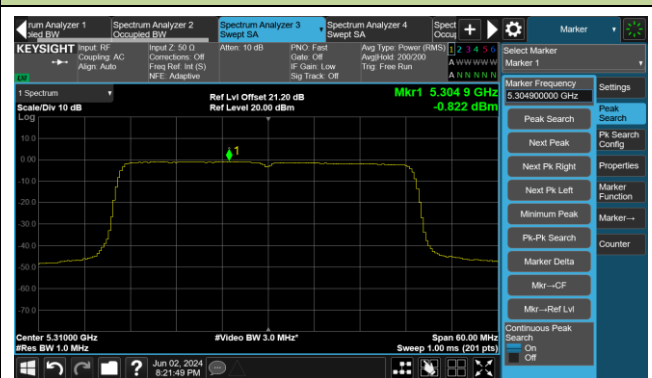 rum Analyzer 1
pied BW
Spectrum Analyzer 2
Occupied BW
Spectrum Analyzer 3
Swept SA
Spectrum Analyzer 4
Swept SA
Spect
Occup
Marker
KEYSIGHT
Input: RF
Coupling: AC
Align: Auto
Input Z: 50 Ω
Corrections: Off
Freq Ref: Int (S)
NFE: Adaptive
Atten: 10 dB
PNO: Fast
Gate: Off
IF Gain: Low
Sig Track: Off
Avg Type: Power (RMS)
Avg|Hold: 200/200
Trig: Free Run
1 2 3 4 5 6
A W W W W W
A N N N N N
Select Marker
Marker 1
1 Spectrum
Scale/Div 10 dB
Log
Ref Lvl Offset 21.20 dB
Ref Level 20.00 dBm
Mkr1 5.304 9 GHz
-0.822 dBm
10.0
0.00
-10.0
-20.0
-30.0
-40.0
-50.0
-60.0
-70.0
1
Center 5.31000 GHz
#Res BW 1.0 MHz
#Video BW 3.0 MHz*
Span 60.00 MHz
Sweep 1.00 ms (201 pts)
Marker Frequency
5.304900000 GHz
Peak Search
Next Peak
Next Pk Right
Next Pk Left
Minimum Peak
Pk-Pk Search
Marker Delta
Mkr→CF
Mkr→Ref Lvl
Continuous Peak
Search
On
Off
Settings
Peak
Search
Pk Search
Config
Properties
Marker
Function
Marker→
Counter
Jun 02, 2024
8:21:49 PM